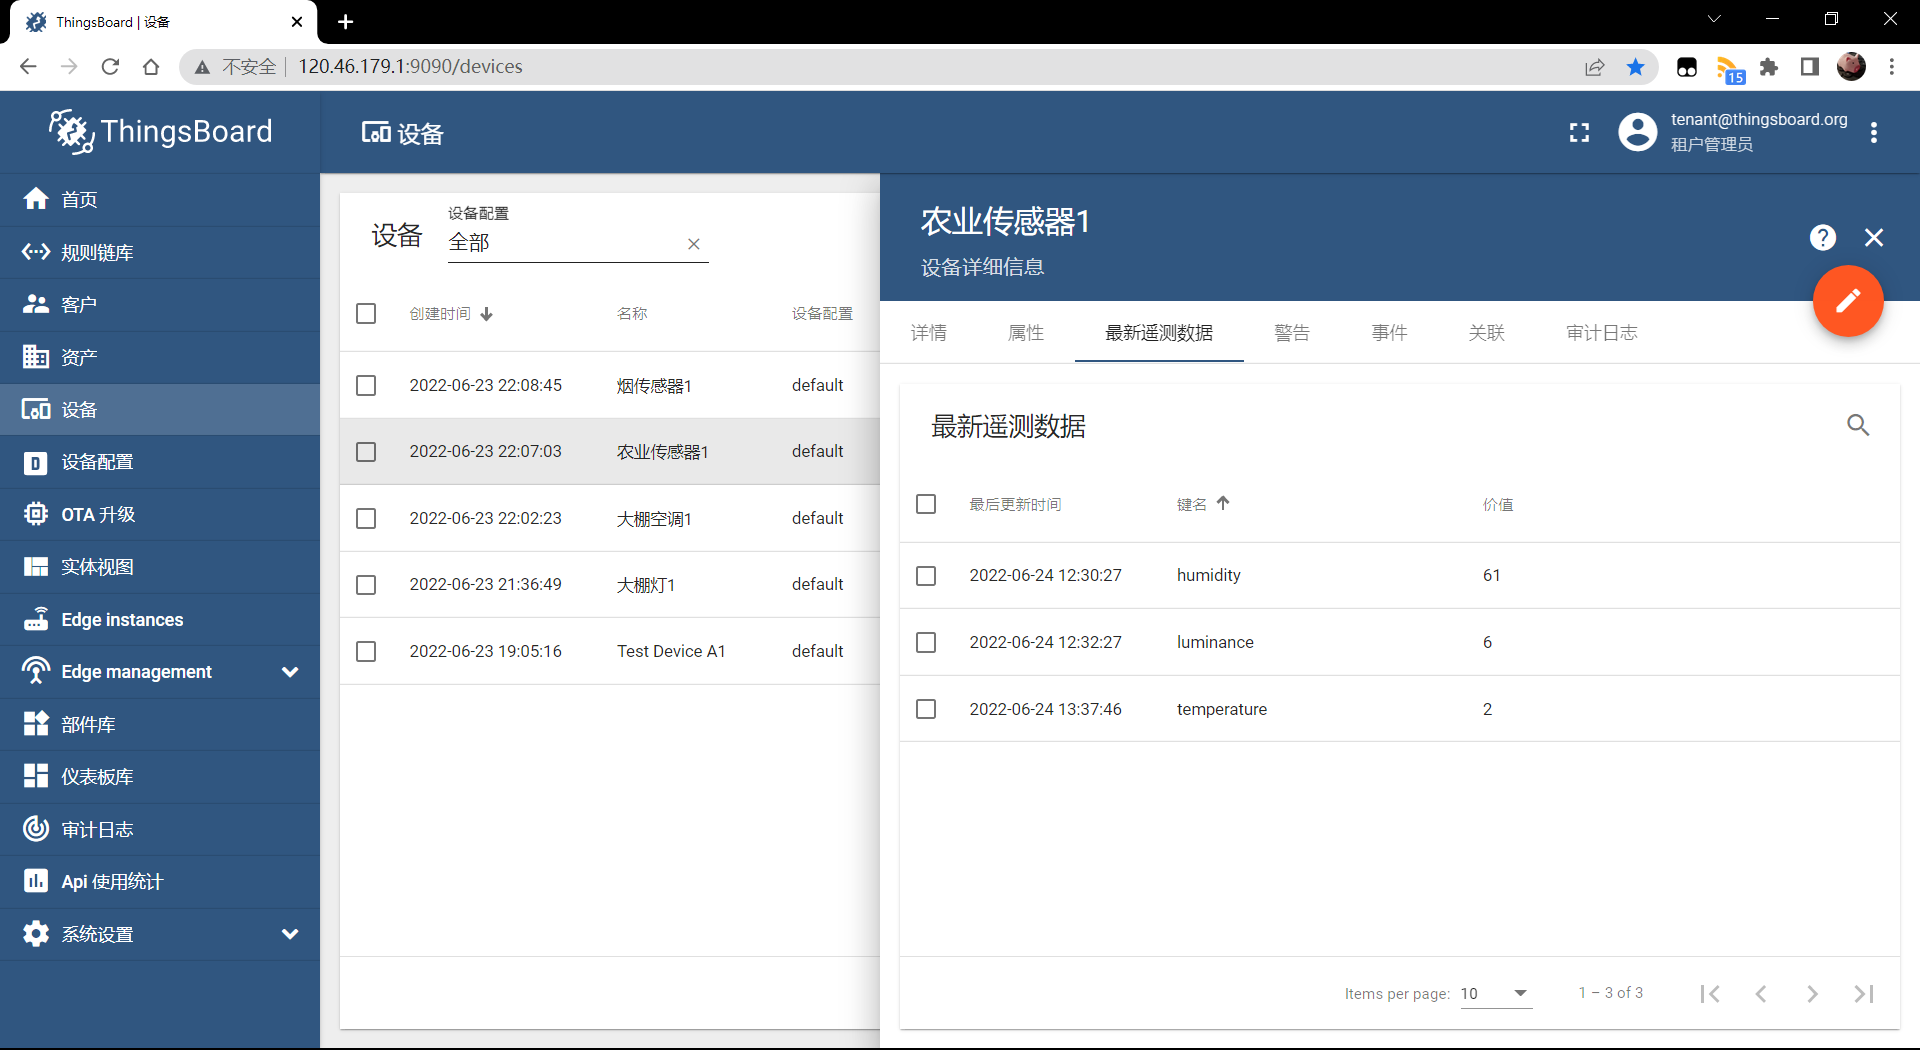 ThingsBoard | 设备
不安全 120.46.179.1:9090/devices
15
ThingsBoard
设备
tenant@thingsboard.org
租户管理员
首页
规则链库
客户
资产
设备
设备配置
OTA 升级
实体视图
Edge instances
Edge management
部件库
仪表板库
审计日志
Api 使用统计
系统设置
设备
设备配置
全部
创建时间 名称 设备配置
2022-06-23 22:08:45 烟传感器1 default
2022-06-23 22:07:03 农业传感器1 default
2022-06-23 22:02:23 大棚空调1 default
2022-06-23 21:36:49 大棚灯1 default
2022-06-23 19:05:16 Test Device A1 default
农业传感器1
设备详细信息
详情 属性 最新遥测数据 警告 事件 关联 审计日志
最新遥测数据
最后更新时间 键名 价值
2022-06-24 12:30:27 humidity 61
2022-06-24 12:32:27 luminance 6
2022-06-24 13:37:46 temperature 2
Items per page: 10 1 – 3 of 3